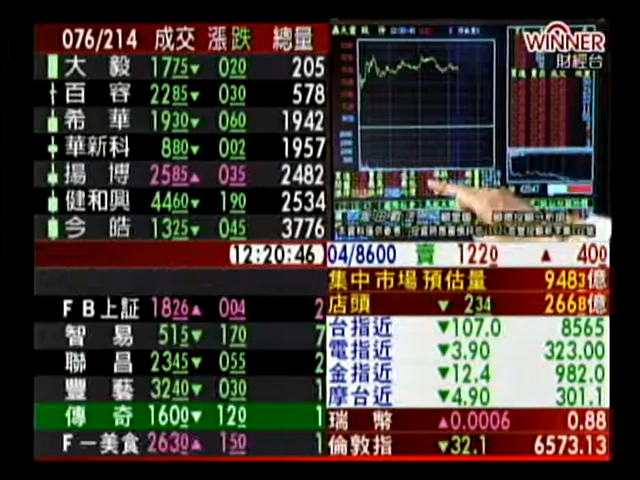 076/214 成交 漲跌 總量
大毅 1775▼ 020 205
百容 2285▼ 030 578
希華 1930▼ 060 1942
華新科 880▼ 002 1957
揚博 2585▲ 035 2482
健和興 4460▼ 190 2534
今皓 1325▼ 045 3776
WINNER
財經台
12:20:46
04/8600 賣 1220 ▲ 400
集中市場預估量 9483億
店頭 ▼ 234 2668億
FB上証 1826▲ 004 2
智易 515▼ 170 7
聯昌 2345▼ 055 2
豐藝 3240▼ 030 1
傳奇 1600▼ 120 1
F－美食 2630▲ 150 1
台指近 ▼107.0 8565
電指近 ▼3.90 323.00
金指近 ▼12.4 982.0
摩台近 ▼4.90 301.1
瑞幣 ▲0.0006 0.88
倫敦指 ▼32.1 6573.13